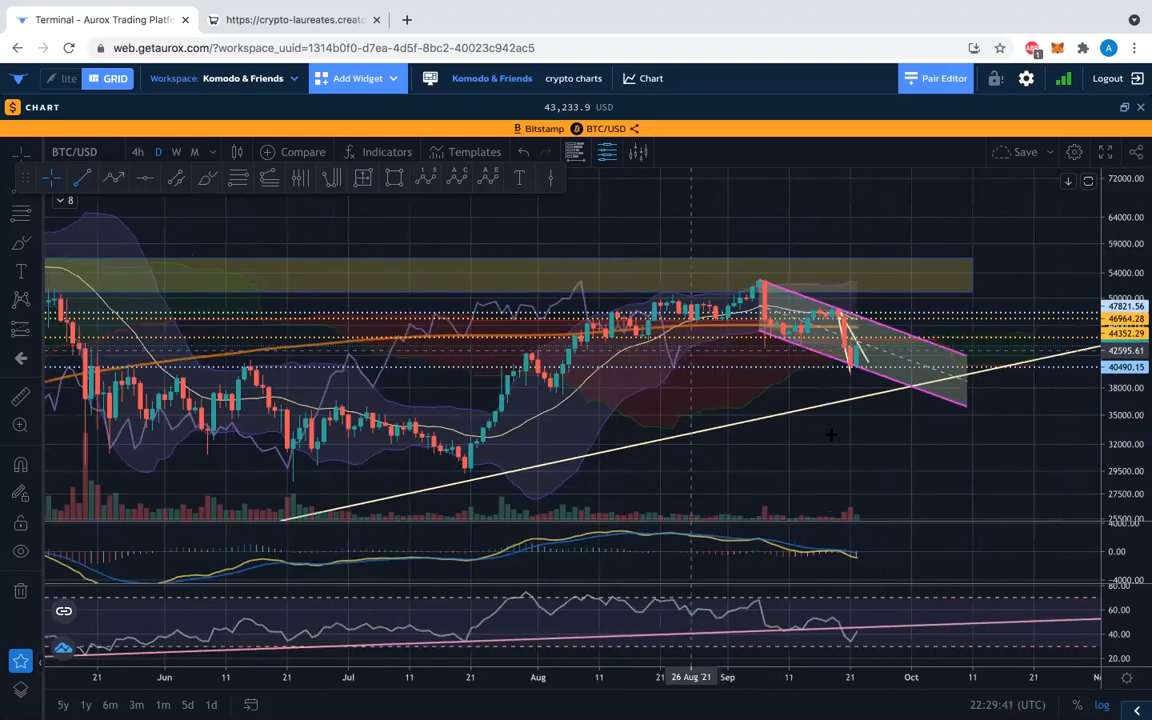 Terminal - Aurox Trading Platfo
https://crypto-laureates.creato
web.getaurox.com/?workspace_uuid=1314b0f0-d7ea-4d5f-8bc2-40023c942ac5
1
A
lite GRID Workspace: Komodo & Friends Add Widget Komodo & Friends crypto charts Chart Pair Editor Logout
$ CHART 43,233.9 USD
Bitstamp BTC/USD
BTC/USD 4h D W M Compare Indicators Templates Save
8
72000.00
64000.00
59000.00
54000.00
50000.00
47821.56
46964.28
44352.29
42595.61
40490.15
38000.00
35000.00
32000.00
29500.00
27500.00
25500.00
4000.00
0.00
−4000.00
80.00
60.00
40.00
20.00
21 Jun 11 21 Jul 11 21 Aug 11 21 26 Aug '21 Sep 11 21 Oct 11 21
5y 1y 6m 3m 1m 5d 1d 22:29:41 (UTC) % log